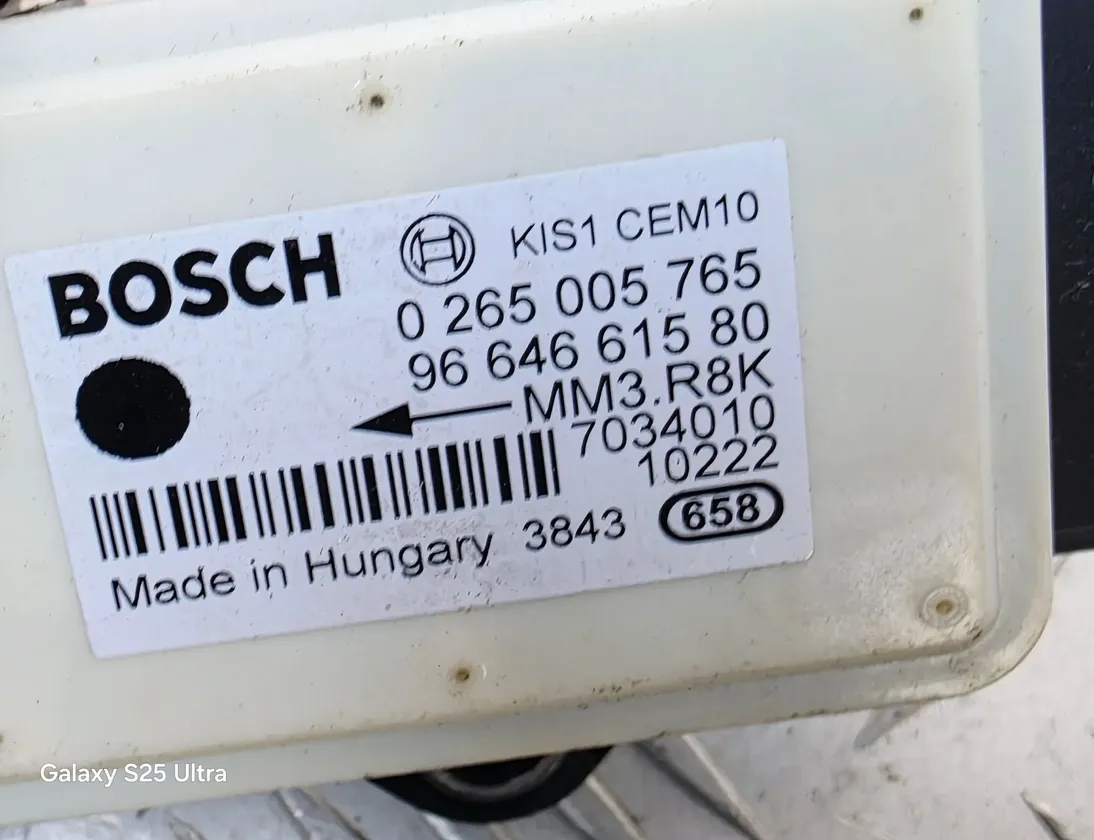 BOSCH KIS1 CEM10
0 265 005 765
96 646 615 80
MM3.R8K
7034010
10222
Made in Hungary 3843 658
Galaxy S25 Ultra